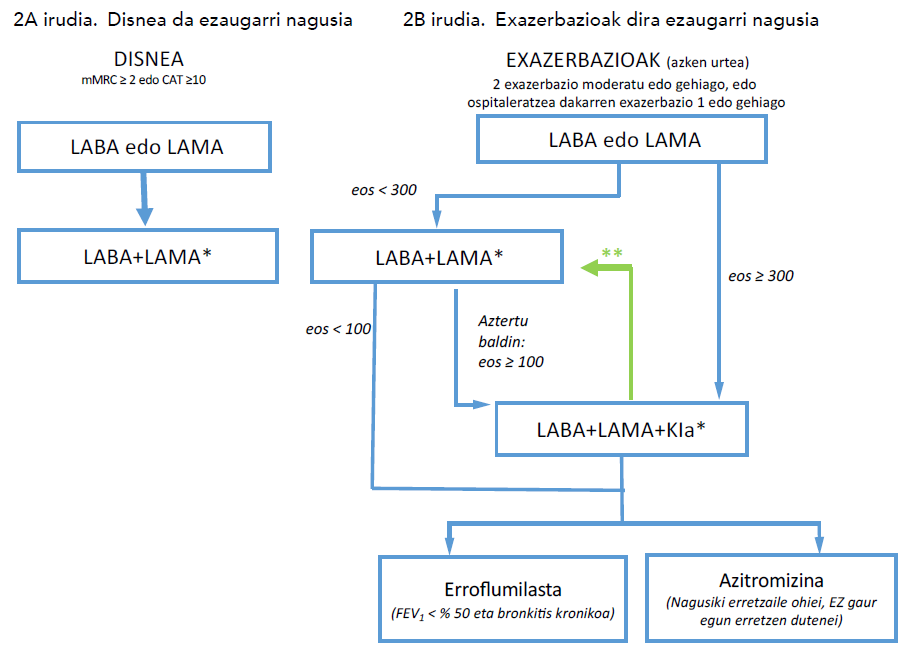 2A irudia. Disnea da ezaugarri nagusia
DISNEA
mMRC ≥ 2 edo CAT ≥10
LABA edo LAMA
LABA+LAMA*
2B irudia. Exazerbazioak dira ezaugarri nagusia
EXAZERBAZIOAK (azken urtea)
2 exazerbazio moderatu edo gehiago, edo
ospitaleratzea dakarren exazerbazio 1 edo gehiago
LABA edo LAMA
eos < 300
LABA+LAMA*
**
eos ≥ 300
eos < 100
Aztertu
baldin:
eos ≥ 100
LABA+LAMA+KIa*
Erroflumilasta
(FEV1 < % 50 eta bronkitis kronikoa)
Azitromizina
(Nagusiki erretzaile ohiei, EZ gaur
egun erretzen dutenei)